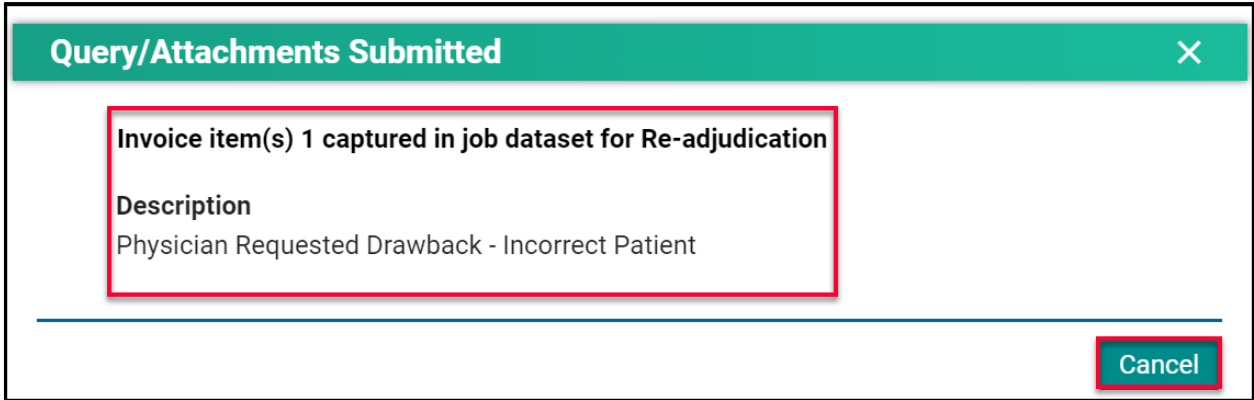 Query/Attachments Submitted
Invoice item(s) 1 captured in job dataset for Re-adjudication
Description
Physician Requested Drawback - Incorrect Patient
Cancel